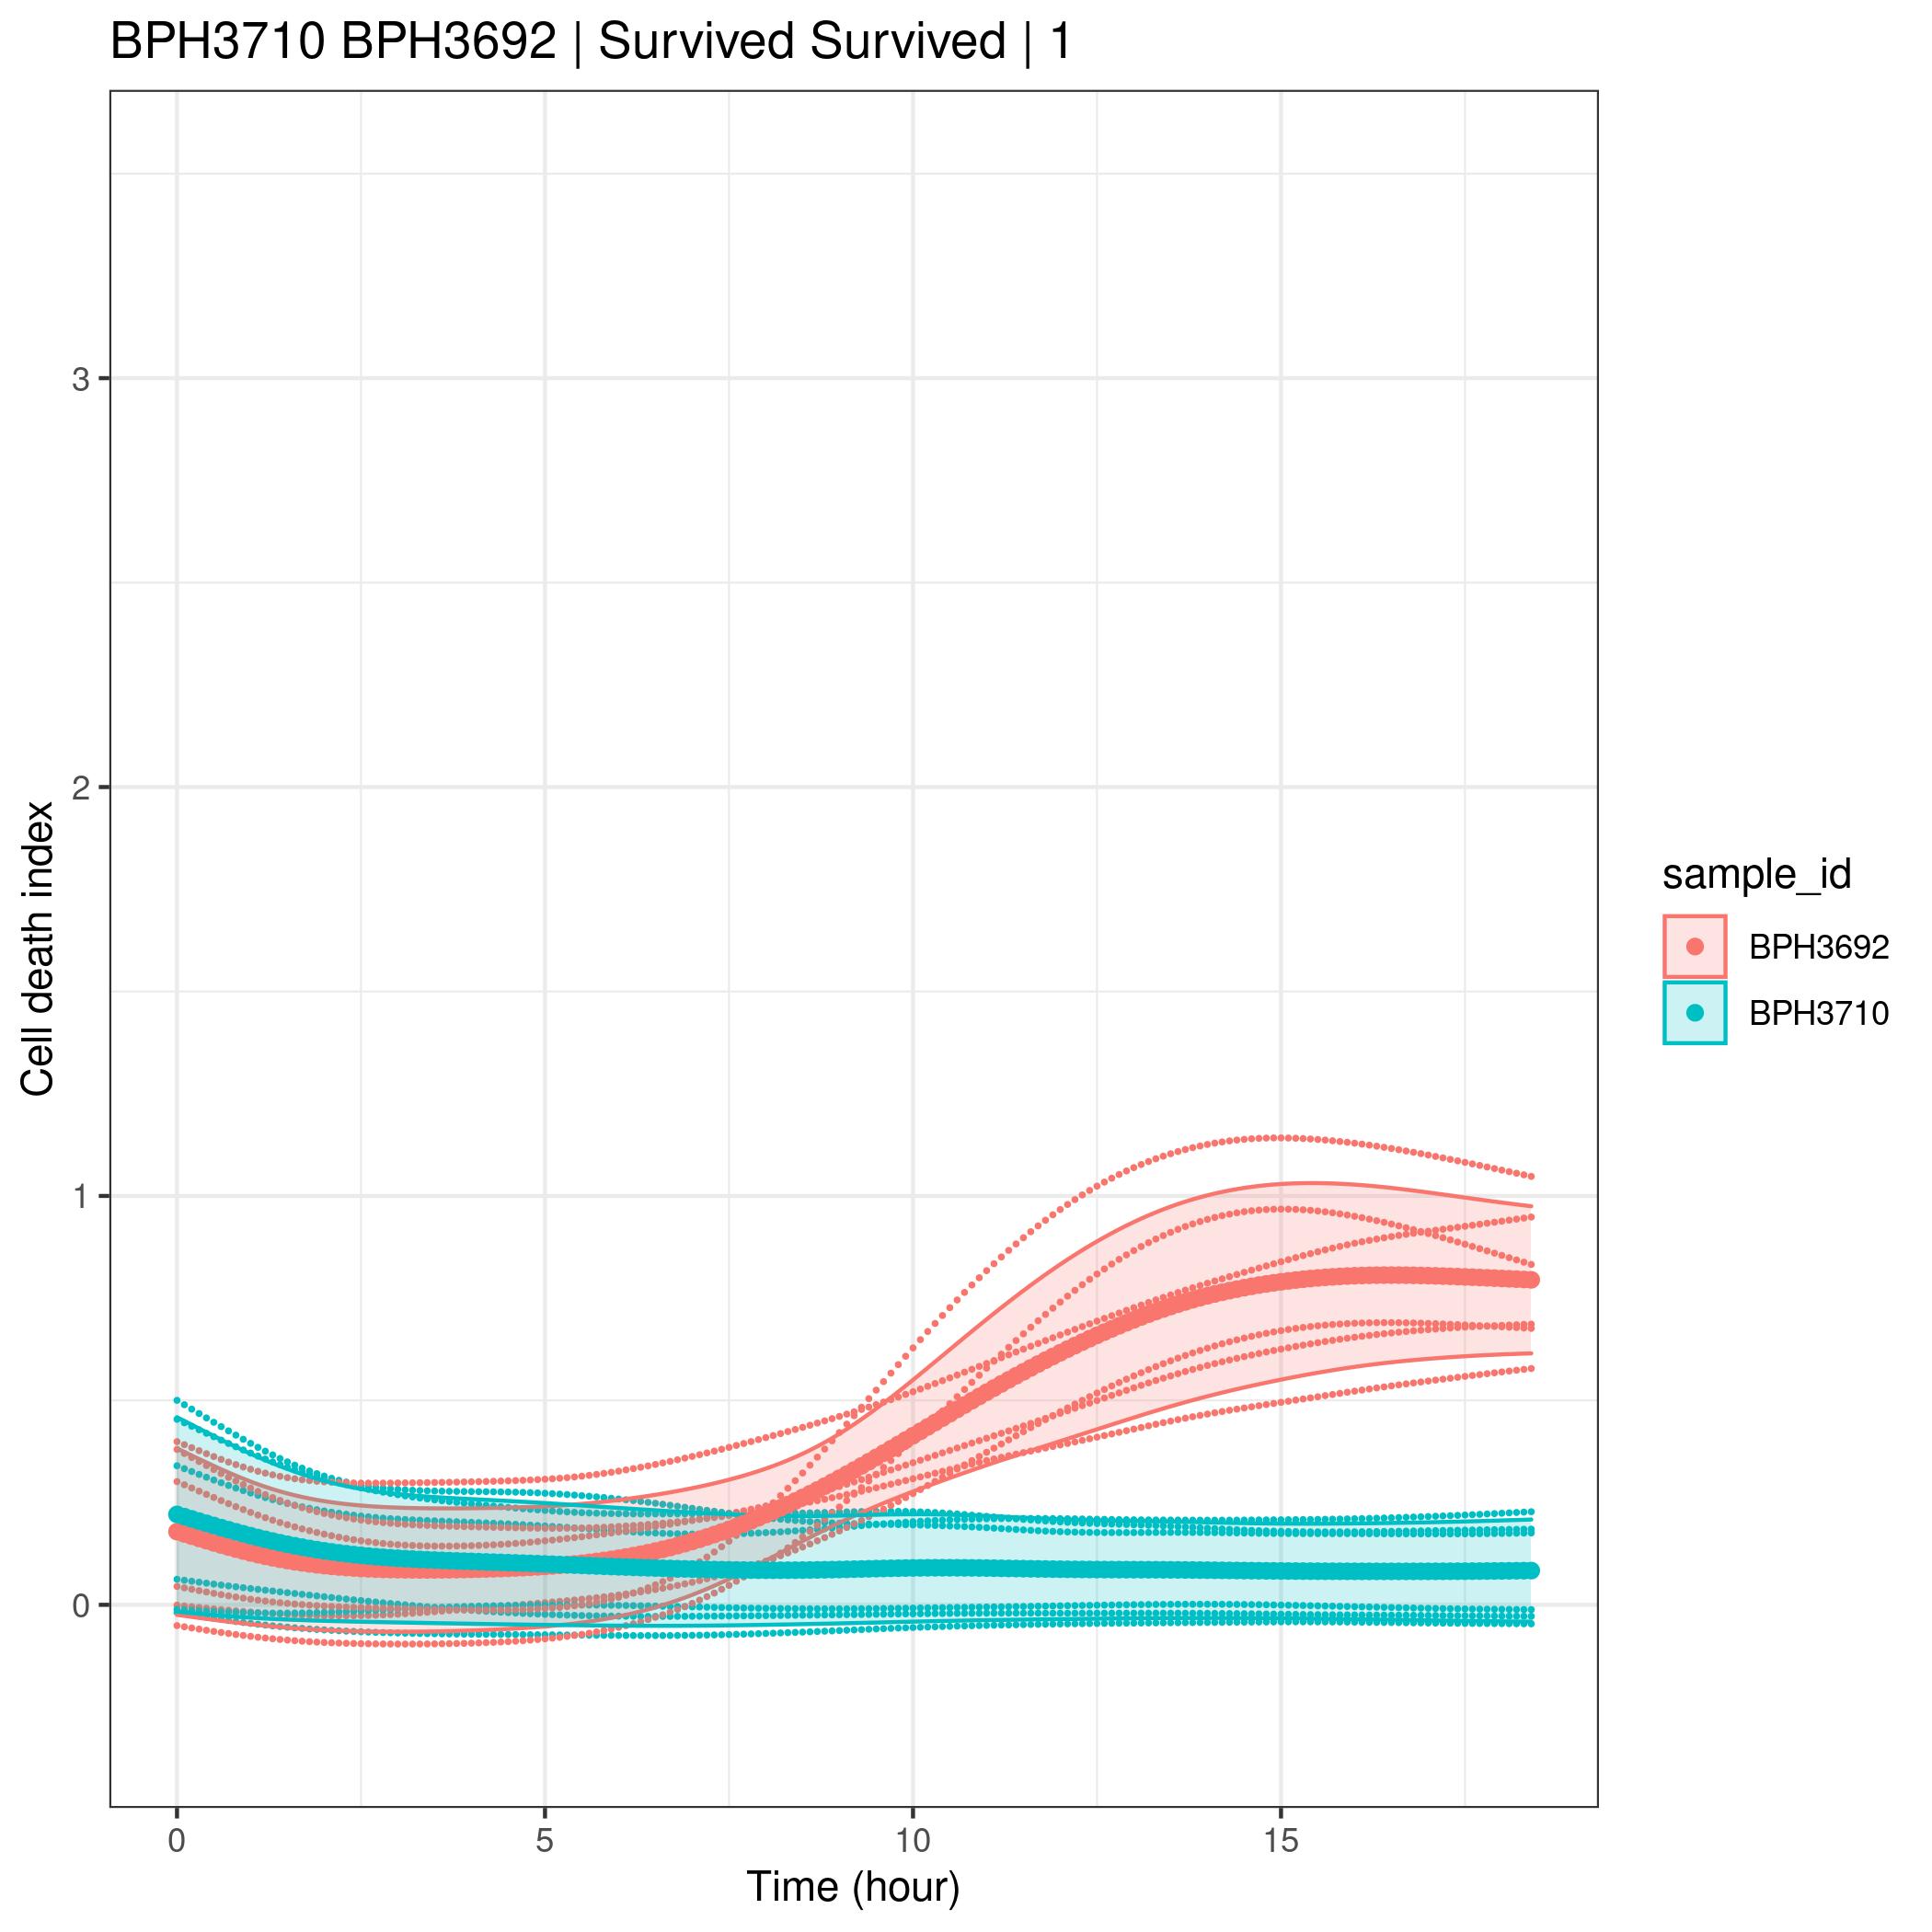 BPH3710 BPH3692 | Survived Survived | 1
3
2
1
0
Cell death index
0 5 10 15
Time (hour)
sample_id
BPH3692
BPH3710